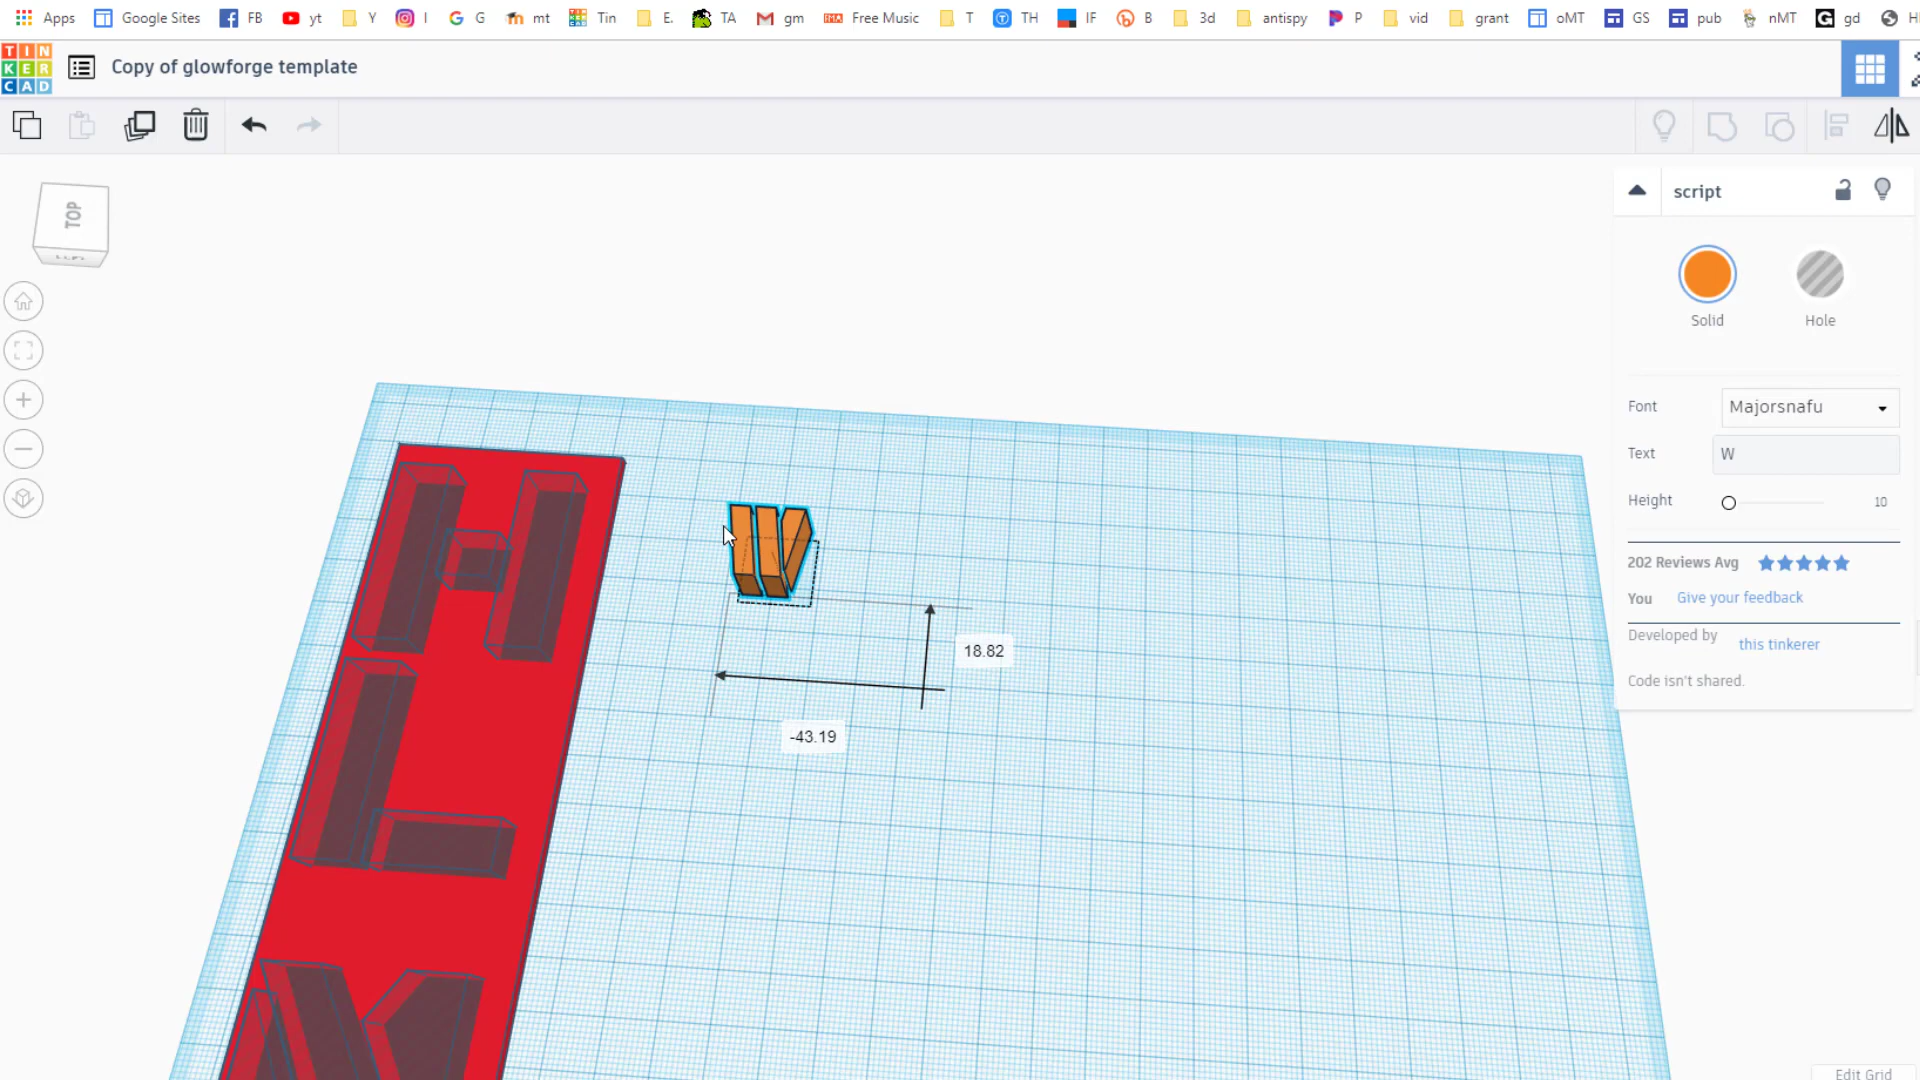 Apps Google Sites FB yt Y I G mt Tin E. TA gm Free Music T TH IF B 3d antispy P vid grant oMT GS pub nMT gd
TIN
KER
CAD
Copy of glowforge template
TOP
script
Solid Hole
Font Majorsnafu
Text W
Height 10
202 Reviews Avg
You Give your feedback
Developed by this tinkerer
Code isn't shared.
W
18.82
-43.19
H
L
Edit Grid